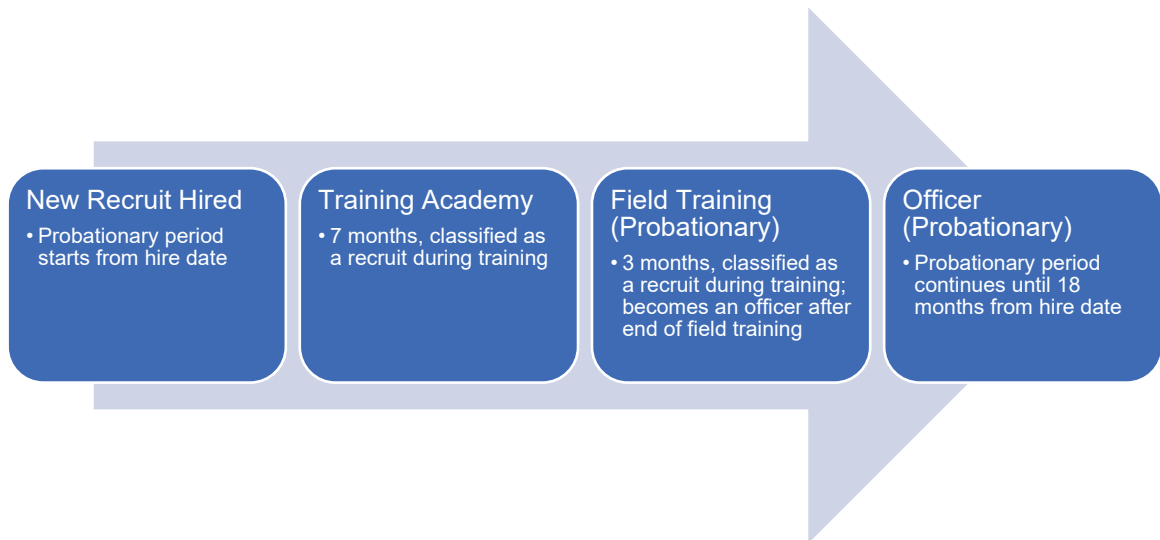 New Recruit Hired
• Probationary period
starts from hire date
Training Academy
• 7 months, classified as
a recruit during training
Field Training
(Probationary)
• 3 months, classified as
a recruit during training;
becomes an officer after
end of field training
Officer
(Probationary)
• Probationary period
continues until 18
months from hire date